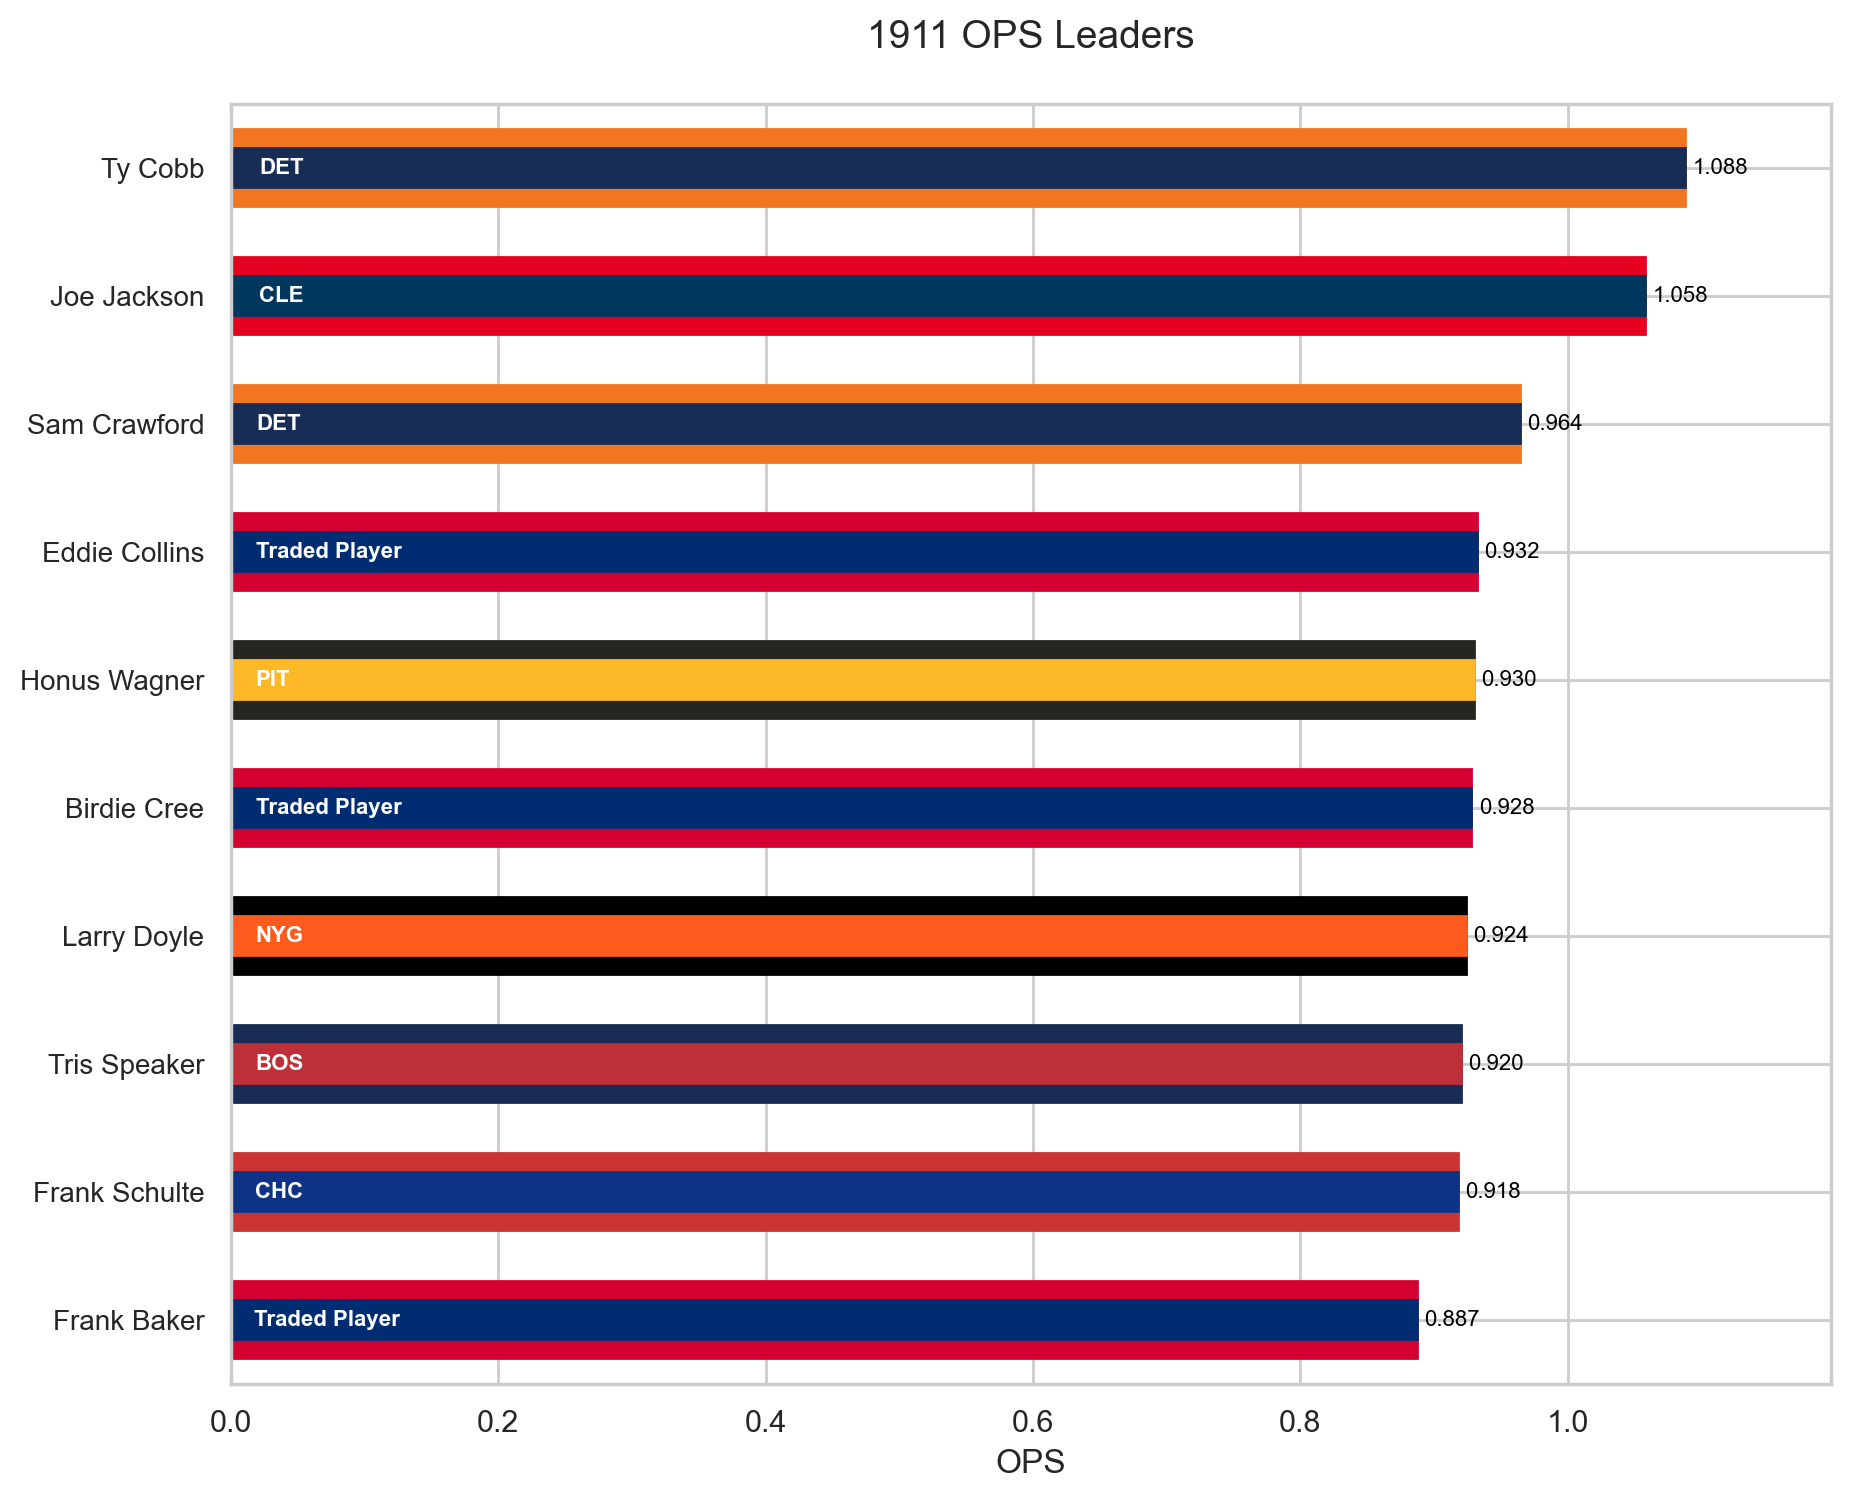 1911 OPS Leaders
Ty Cobb DET 1.088
Joe Jackson CLE 1.058
Sam Crawford DET 0.964
Eddie Collins Traded Player 0.932
Honus Wagner PIT 0.930
Birdie Cree Traded Player 0.928
Larry Doyle NYG 0.924
Tris Speaker BOS 0.920
Frank Schulte CHC 0.918
Frank Baker Traded Player 0.887
0.0 0.2 0.4 0.6 0.8 1.0
OPS